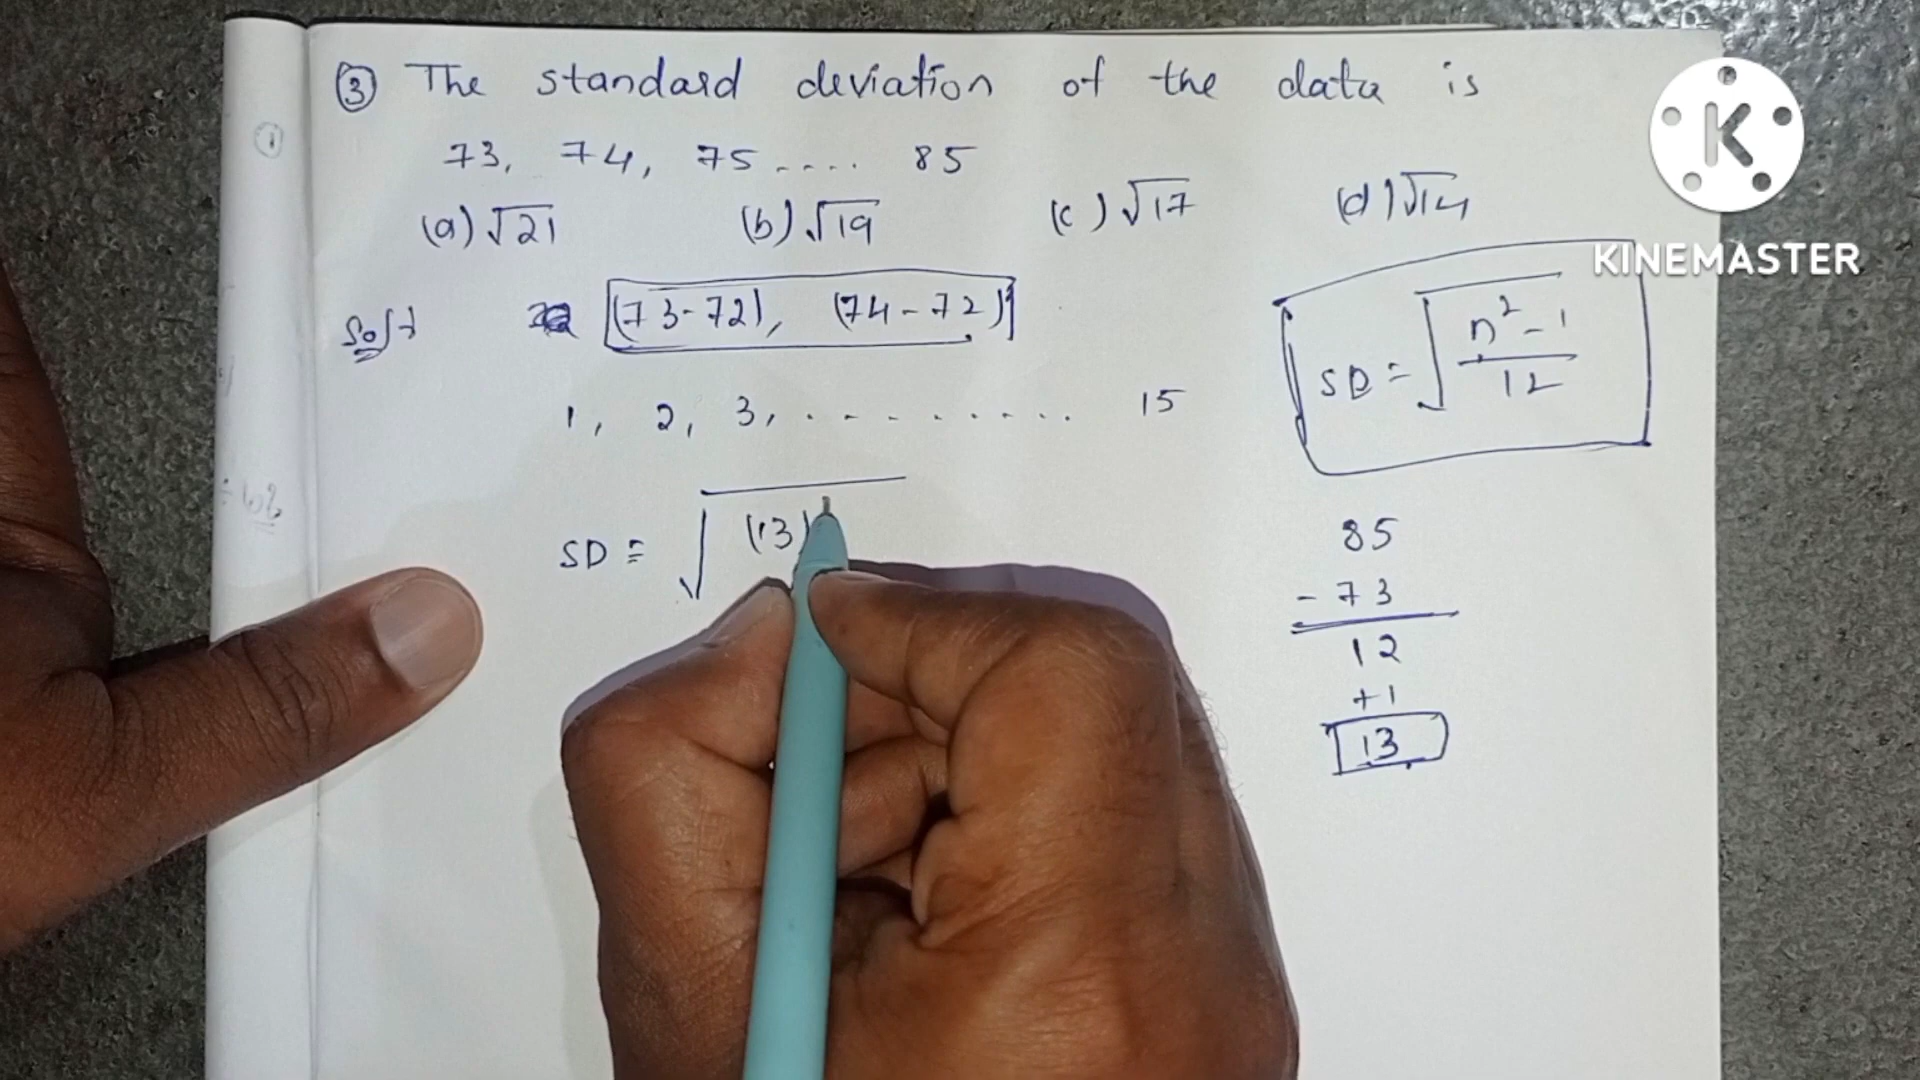 ③ The standard deviation of the data is
73, 74, 75.... 85
(a) √21 (b) √19 (c) √17 (d) √14
Sol:
(73-72), (74-72)
1, 2, 3, .......... 15
SD = √(n²-1)/12
SD = √(13)
85
- 73
12
+1
13
K
KINEMASTER